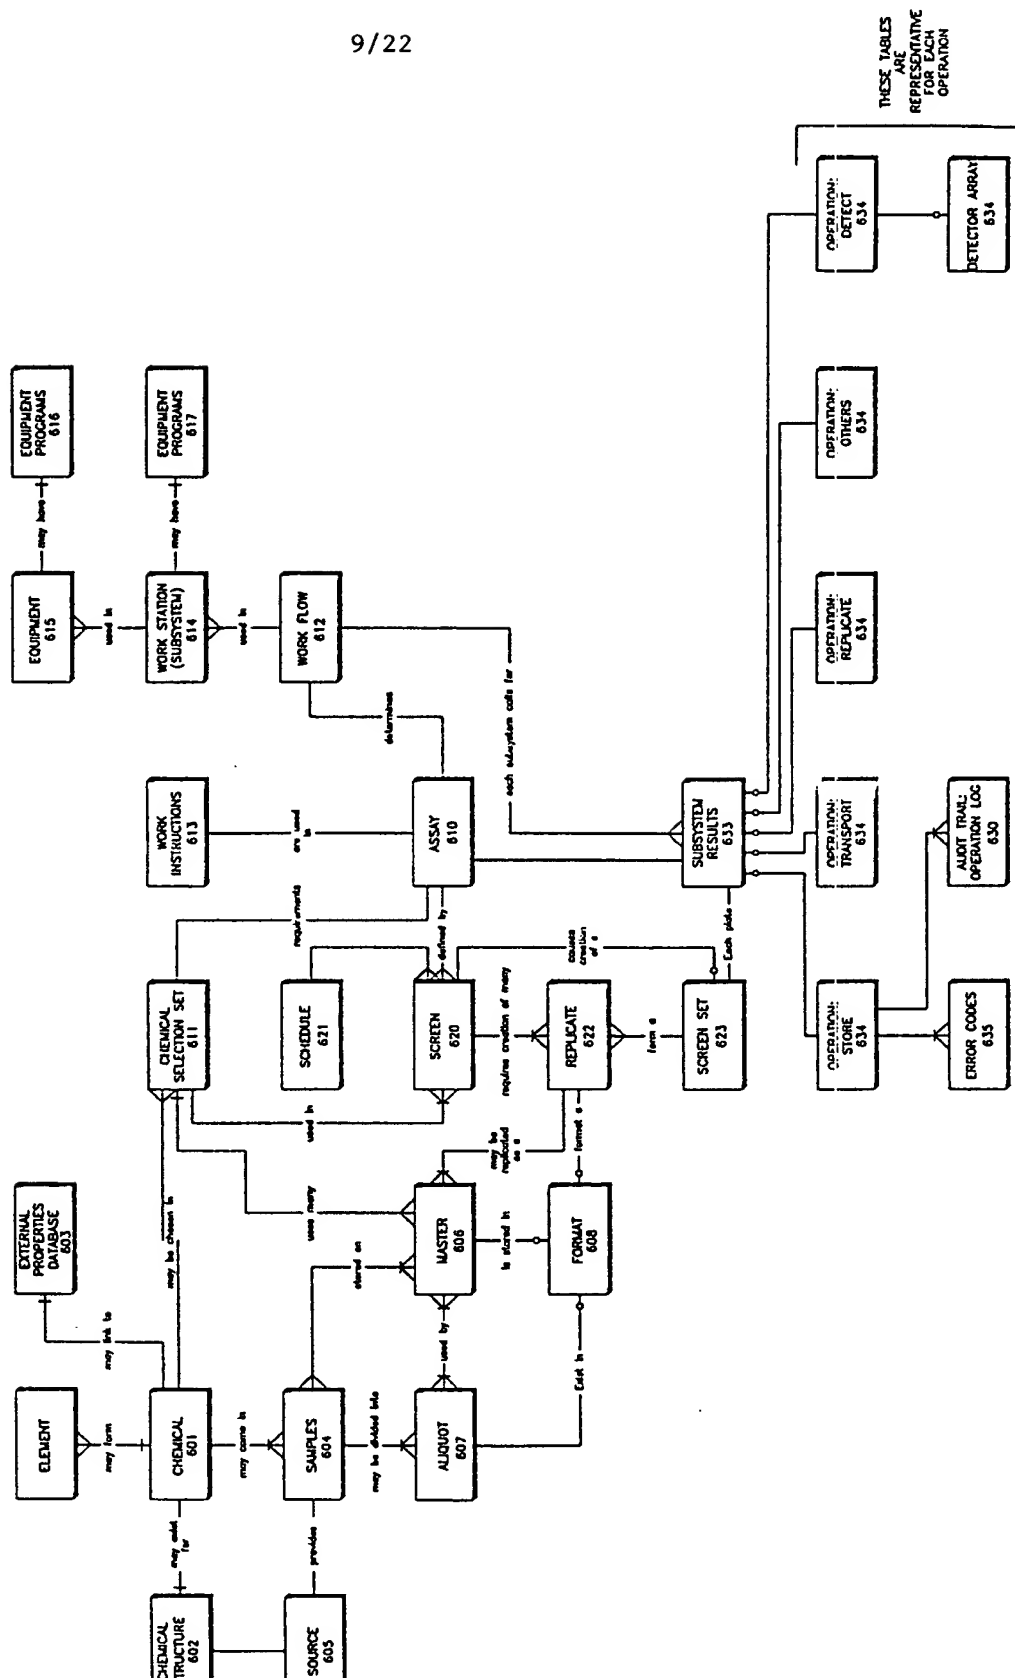 9/22
ELEMENT
EXTERNAL
PROPERTIES
DATABASE
603
EQUIPMENT
615
may have
EQUIPMENT
PROGRAMS
616
may form
may link to
used in
CHEMICAL
TRUCTURE
602
may exist
for
CHEMICAL
601
may be chosen in
CHEMICAL
SELECTION SET
611
WORK
INSTRUCTIONS
613
WORK STATION
(SUBSYSTEM)
614
may have
EQUIPMENT
PROGRAMS
617
may come in
used in
requirements
are used
in
used in
SOURCE
605
provides
SAMPLES
604
uses many
SCHEDULE
621
WORK FLOW
612
may be divided into
stored on
determines
ALIQUOT
607
used by
MASTER
606
SCREEN
620
defined by
ASSAY
610
is stored in
may be
replicated
as a
requires creation of many
each subsystem calls for
Exist in
FORMAT
608
format a
REPLICATE
622
causes
creation
of a
form a
SCREEN SET
623
Each plate
SUBSYSTEM
RESULTS
633
OPERATION:
STORE
634
OPERATION:
TRANSPORT
634
OPERATION:
REPLICATE
634
OPERATION:
OTHERS
634
OPERATION:
DETECT
634
THESE TABLES
ARE
REPRESENTATIVE
FOR EACH
OPERATION
ERROR CODES
635
AUDIT TRAIL:
OPERATION LOG
630
DETECTOR ARRAY
634